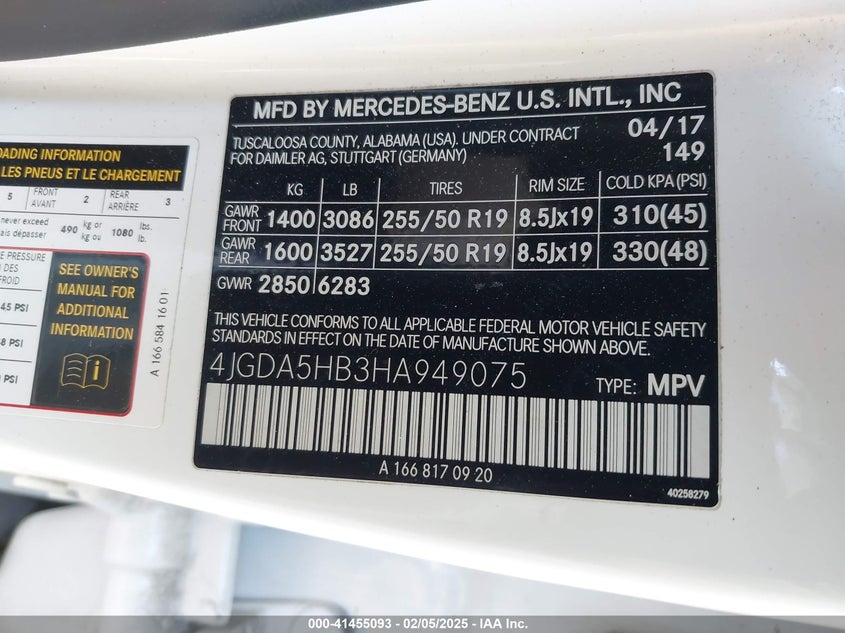 OADING INFORMATION
LES PNEUS ET LE CHARGEMENT
5 FRONT AVANT 2 REAR ARRIÈRE 3
never exceed
ais dépasser 490 kg or kg ou 1080 lbs. lb.
PRESSURE
DES
FROID
45 PSI
PSI
PSI
SEE OWNER'S
MANUAL FOR
ADDITIONAL
INFORMATION
A 166 584 16 01
MFD BY MERCEDES-BENZ U.S. INTL., INC
TUSCALOOSA COUNTY, ALABAMA (USA). UNDER CONTRACT 04/17
FOR DAIMLER AG, STUTTGART (GERMANY) 149
KG LB TIRES RIM SIZE COLD KPA (PSI)
GAWR FRONT 1400 3086 255/50 R19 8.5Jx19 310(45)
GAWR REAR 1600 3527 255/50 R19 8.5Jx19 330(48)
GWR 2850 6283
THIS VEHICLE CONFORMS TO ALL APPLICABLE FEDERAL MOTOR VEHICLE SAFETY
STANDARDS IN EFFECT ON THE DATE OF MANUFACTURE SHOWN ABOVE.
4JGDA5HB3HA949075 TYPE: MPV
A 166 817 09 20
40258279
000-41455093 / 02/05/2025 / IAAI.com